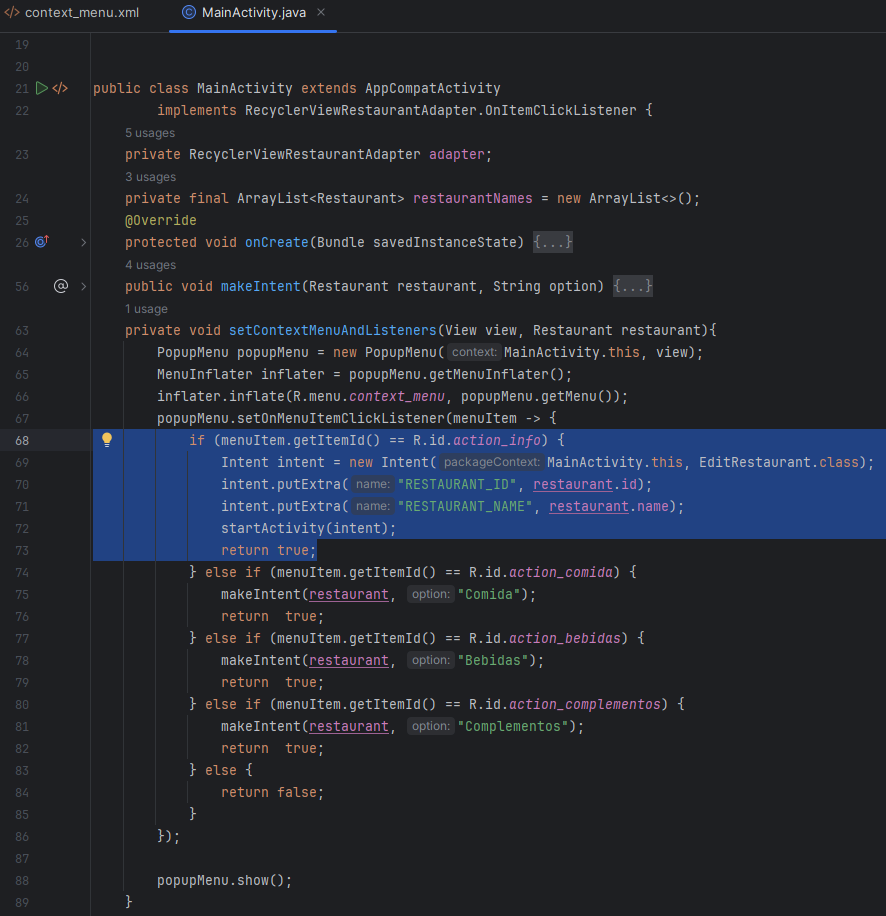 </> context_menu.xml © MainActivity.java ×
19
20
21 </> public class MainActivity extends AppCompatActivity
22 implements RecyclerViewRestaurantAdapter.OnItemClickListener {
5 usages
23 private RecyclerViewRestaurantAdapter adapter;
3 usages
24 private final ArrayList<Restaurant> restaurantNames = new ArrayList<>();
25 @Override
26 protected void onCreate(Bundle savedInstanceState) {...}
4 usages
56 @ public void makeIntent(Restaurant restaurant, String option) {...}
1 usage
63 private void setContextMenuAndListeners(View view, Restaurant restaurant){
64 PopupMenu popupMenu = new PopupMenu( context: MainActivity.this, view);
65 MenuInflater inflater = popupMenu.getMenuInflater();
66 inflater.inflate(R.menu.context_menu, popupMenu.getMenu());
67 popupMenu.setOnMenuItemClickListener(menuItem -> {
68 if (menuItem.getItemId() == R.id.action_info) {
69 Intent intent = new Intent( packageContext: MainActivity.this, EditRestaurant.class);
70 intent.putExtra( name: "RESTAURANT_ID", restaurant.id);
71 intent.putExtra( name: "RESTAURANT_NAME", restaurant.name);
72 startActivity(intent);
73 return true;
74 } else if (menuItem.getItemId() == R.id.action_comida) {
75 makeIntent(restaurant, option: "Comida");
76 return  true;
77 } else if (menuItem.getItemId() == R.id.action_bebidas) {
78 makeIntent(restaurant, option: "Bebidas");
79 return  true;
80 } else if (menuItem.getItemId() == R.id.action_complementos) {
81 makeIntent(restaurant, option: "Complementos");
82 return  true;
83 } else {
84 return false;
85 }
86 });
87
88 popupMenu.show();
89 }